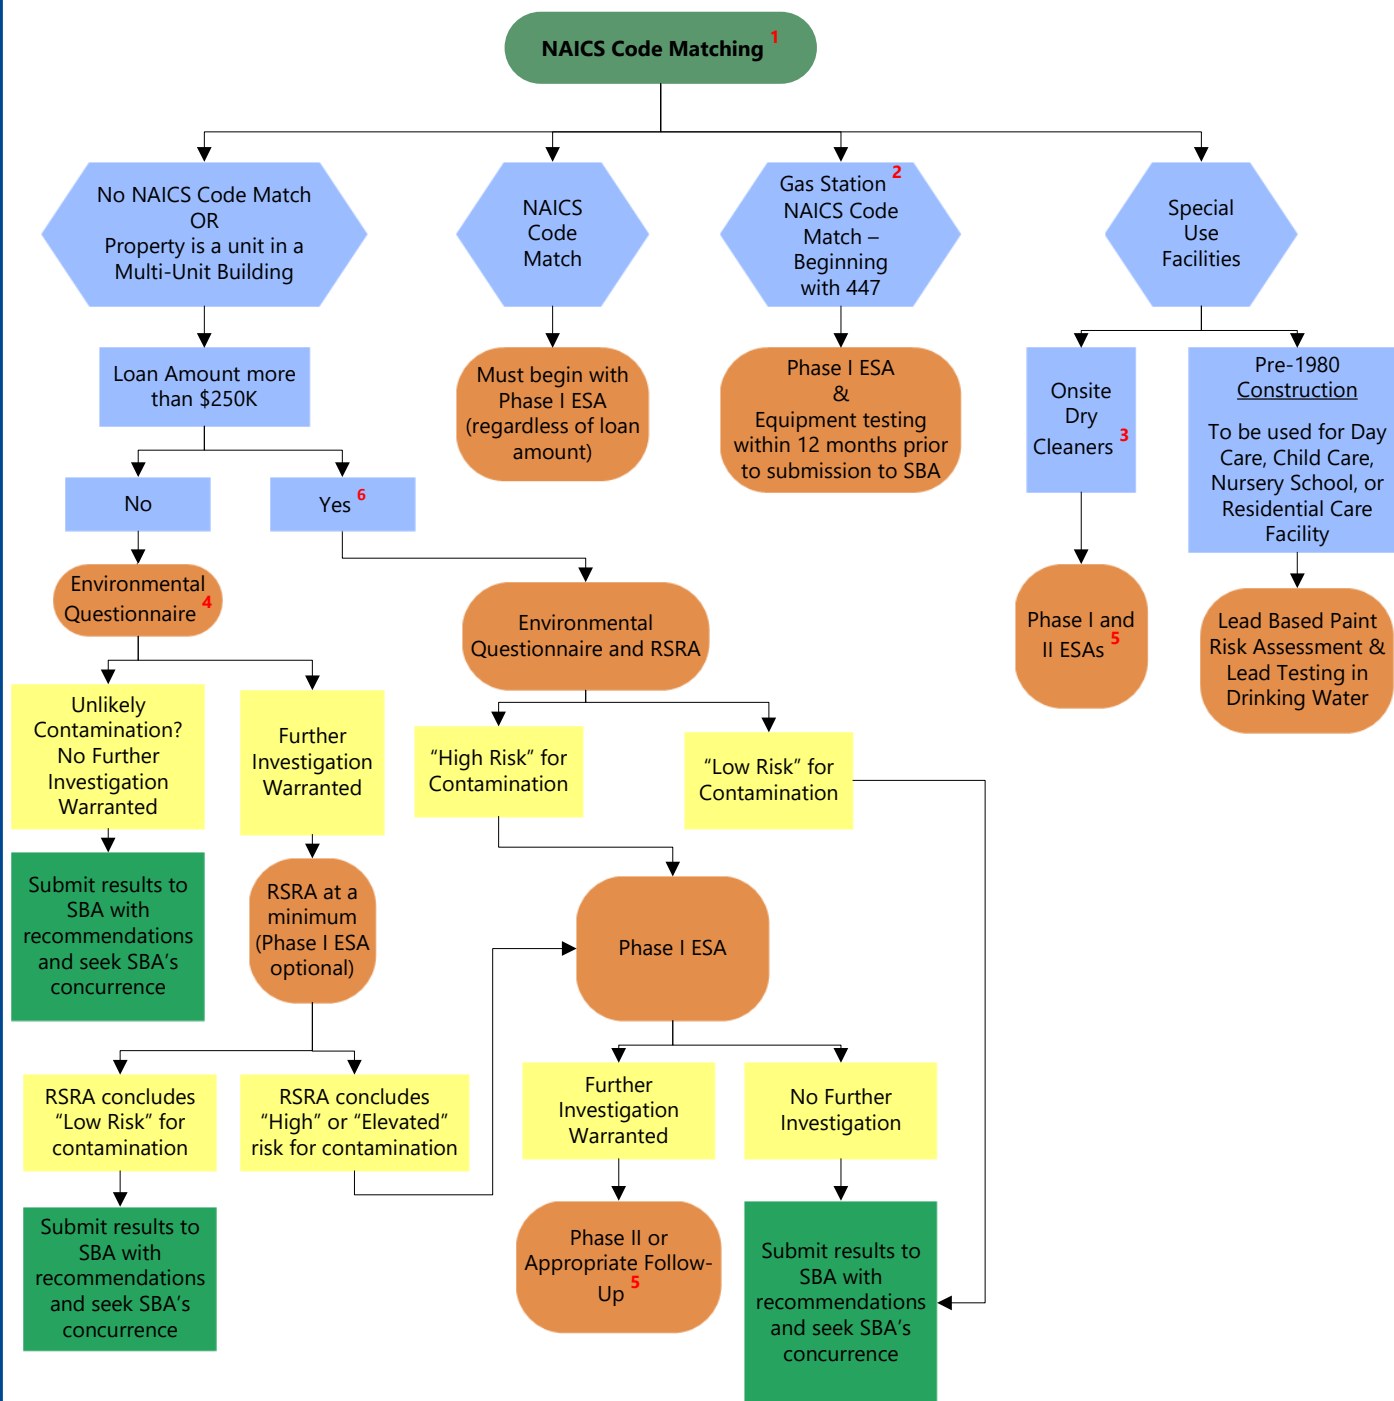 NAICS Code Matching 1
No NAICS Code Match
OR
Property is a unit in a
Multi-Unit Building
NAICS
Code
Match
Gas Station 2
NAICS Code
Match –
Beginning
with 447
Special
Use
Facilities
Loan Amount more
than $250K
Must begin with
Phase I ESA
(regardless of loan
amount)
Phase I ESA
&
Equipment testing
within 12 months prior
to submission to SBA
Onsite
Dry
Cleaners 3
Pre-1980
Construction
To be used for Day
Care, Child Care,
Nursery School, or
Residential Care
Facility
No
Yes 6
Environmental
Questionnaire 4
Environmental
Questionnaire and RSRA
Phase I and
II ESAs 5
Lead Based Paint
Risk Assessment &
Lead Testing in
Drinking Water
Unlikely
Contamination?
No Further
Investigation
Warranted
Further
Investigation
Warranted
“High Risk” for
Contamination
“Low Risk” for
Contamination
Submit results to
SBA with
recommendations
and seek SBA’s
concurrence
RSRA at a
minimum
(Phase I ESA
optional)
Phase I ESA
RSRA concludes
“Low Risk” for
contamination
RSRA concludes
“High” or “Elevated”
risk for contamination
Further
Investigation
Warranted
No Further
Investigation
Submit results to
SBA with
recommendations
and seek SBA’s
concurrence
Phase II or
Appropriate Follow-
Up 5
Submit results to
SBA with
recommendations
and seek SBA’s
concurrence